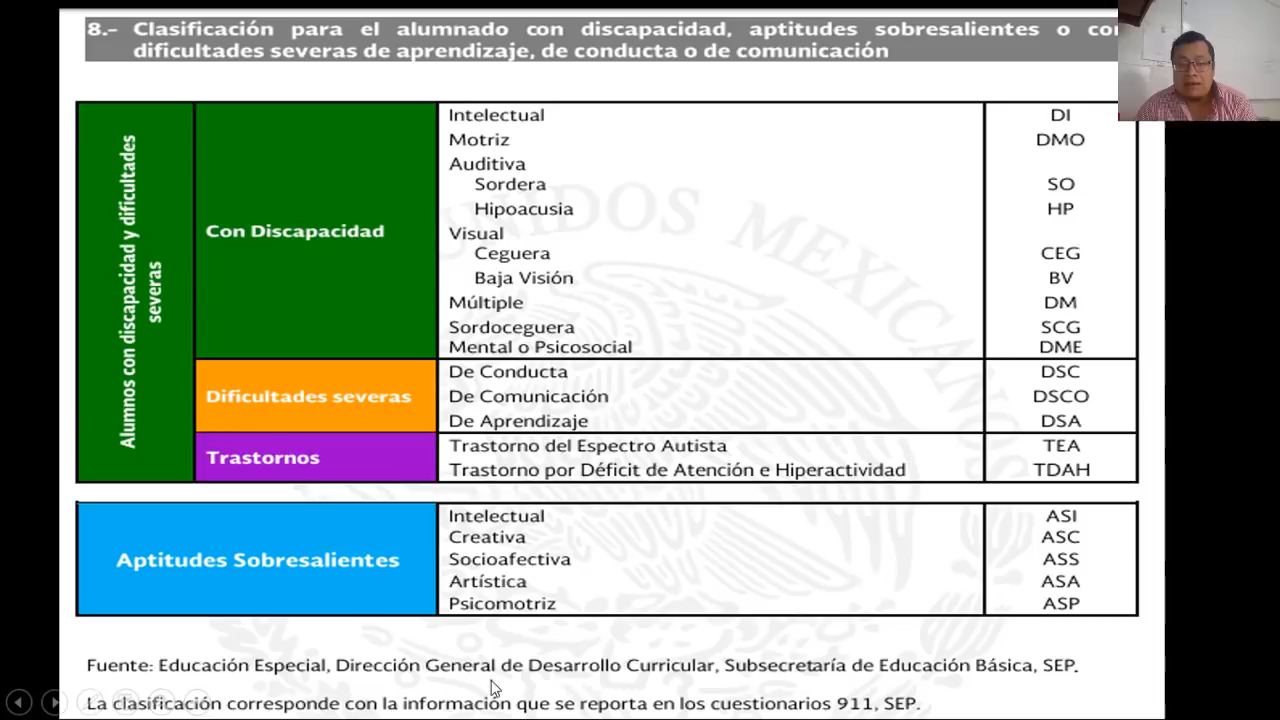 8.- Clasificación para el alumnado con discapacidad, aptitudes sobresalientes o con
dificultades severas de aprendizaje, de conducta o de comunicación
Alumnos con discapacidad y dificultades
severas
Con Discapacidad
Intelectual DI
Motriz DMO
Auditiva
Sordera SO
Hipoacusia HP
Visual
Ceguera CEG
Baja Visión BV
Múltiple DM
Sordoceguera SCG
Mental o Psicosocial DME
Dificultades severas
De Conducta DSC
De Comunicación DSCO
De Aprendizaje DSA
Trastornos
Trastorno del Espectro Autista TEA
Trastorno por Déficit de Atención e Hiperactividad TDAH
Aptitudes Sobresalientes
Intelectual ASI
Creativa ASC
Socioafectiva ASS
Artística ASA
Psicomotriz ASP
UNIDOS MEXICANOS
Fuente: Educación Especial, Dirección General de Desarrollo Curricular, Subsecretaría de Educación Básica, SEP.
La clasificación corresponde con la información que se reporta en los cuestionarios 911, SEP.